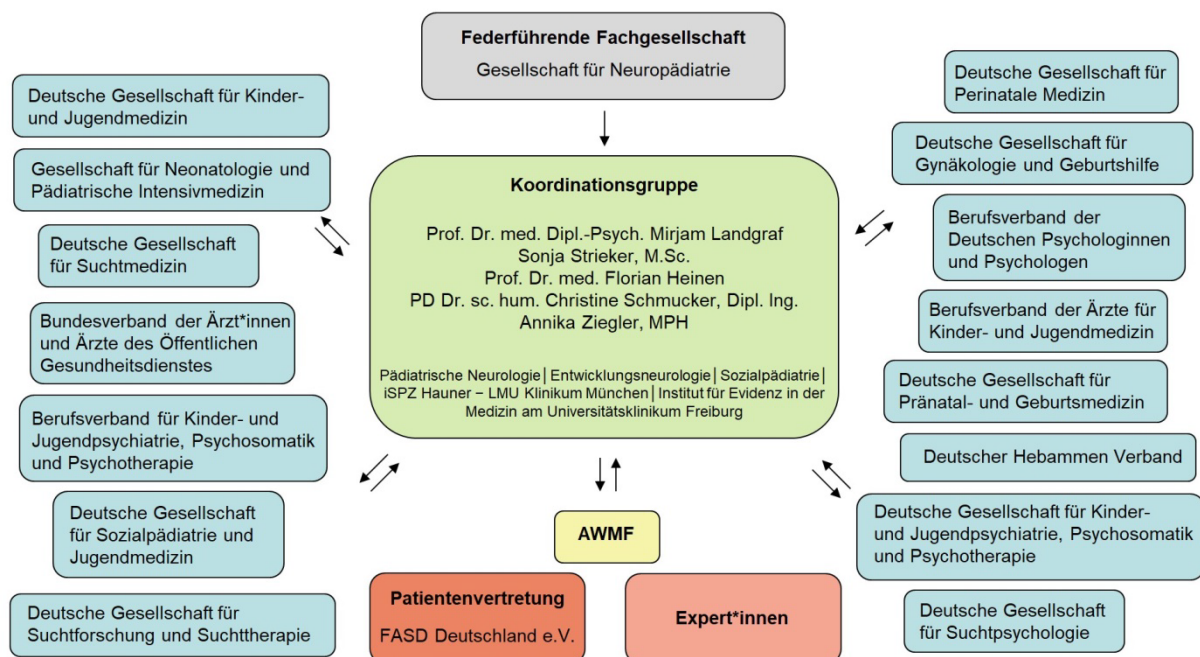 Federführende Fachgesellschaft
Gesellschaft für Neuropädiatrie
Deutsche Gesellschaft für Kinder-
und Jugendmedizin
Gesellschaft für Neonatologie und
Pädiatrische Intensivmedizin
Deutsche Gesellschaft
für Suchtmedizin
Bundesverband der Ärzt*innen
und Ärzte des Öffentlichen
Gesundheitsdienstes
Berufsverband für Kinder- und
Jugendpsychiatrie, Psychosomatik
und Psychotherapie
Deutsche Gesellschaft
für Sozialpädiatrie und
Jugendmedizin
Deutsche Gesellschaft für
Suchtforschung und Suchttherapie
Koordinationsgruppe
Prof. Dr. med. Dipl.-Psych. Mirjam Landgraf
Sonja Strieker, M.Sc.
Prof. Dr. med. Florian Heinen
PD Dr. sc. hum. Christine Schmucker, Dipl. Ing.
Annika Ziegler, MPH
Pädiatrische Neurologie│Entwicklungsneurologie│Sozialpädiatrie│
iSPZ Hauner – LMU Klinikum München│Institut für Evidenz in der
Medizin am Universitätsklinikum Freiburg
AWMF
Patientenvertretung
FASD Deutschland e.V.
Expert*innen
Deutsche Gesellschaft für
Perinatale Medizin
Deutsche Gesellschaft für
Gynäkologie und Geburtshilfe
Berufsverband der
Deutschen Psychologinnen
und Psychologen
Berufsverband der Ärzte für
Kinder- und Jugendmedizin
Deutsche Gesellschaft für
Pränatal- und Geburtsmedizin
Deutscher Hebammen Verband
Deutsche Gesellschaft für Kinder-
und Jugendpsychiatrie, Psychosomatik
und Psychotherapie
Deutsche Gesellschaft
für Suchtpsychologie